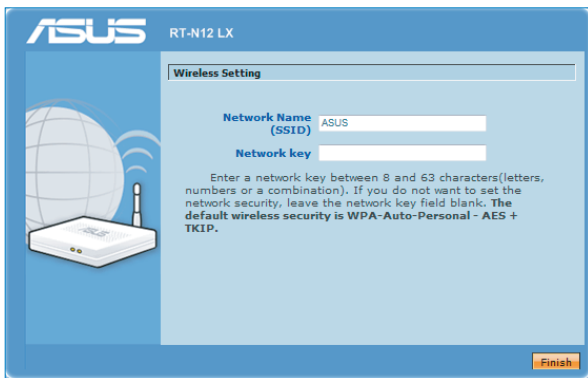 ASUS RT-N12 LX
Wireless Setting
Network Name
(SSID)
ASUS
Network key
Enter a network key between 8 and 63 characters(letters,
numbers or a combination). If you do not want to set the
network security, leave the network key field blank. The
default wireless security is WPA-Auto-Personal - AES +
TKIP.
ASUS
Finish